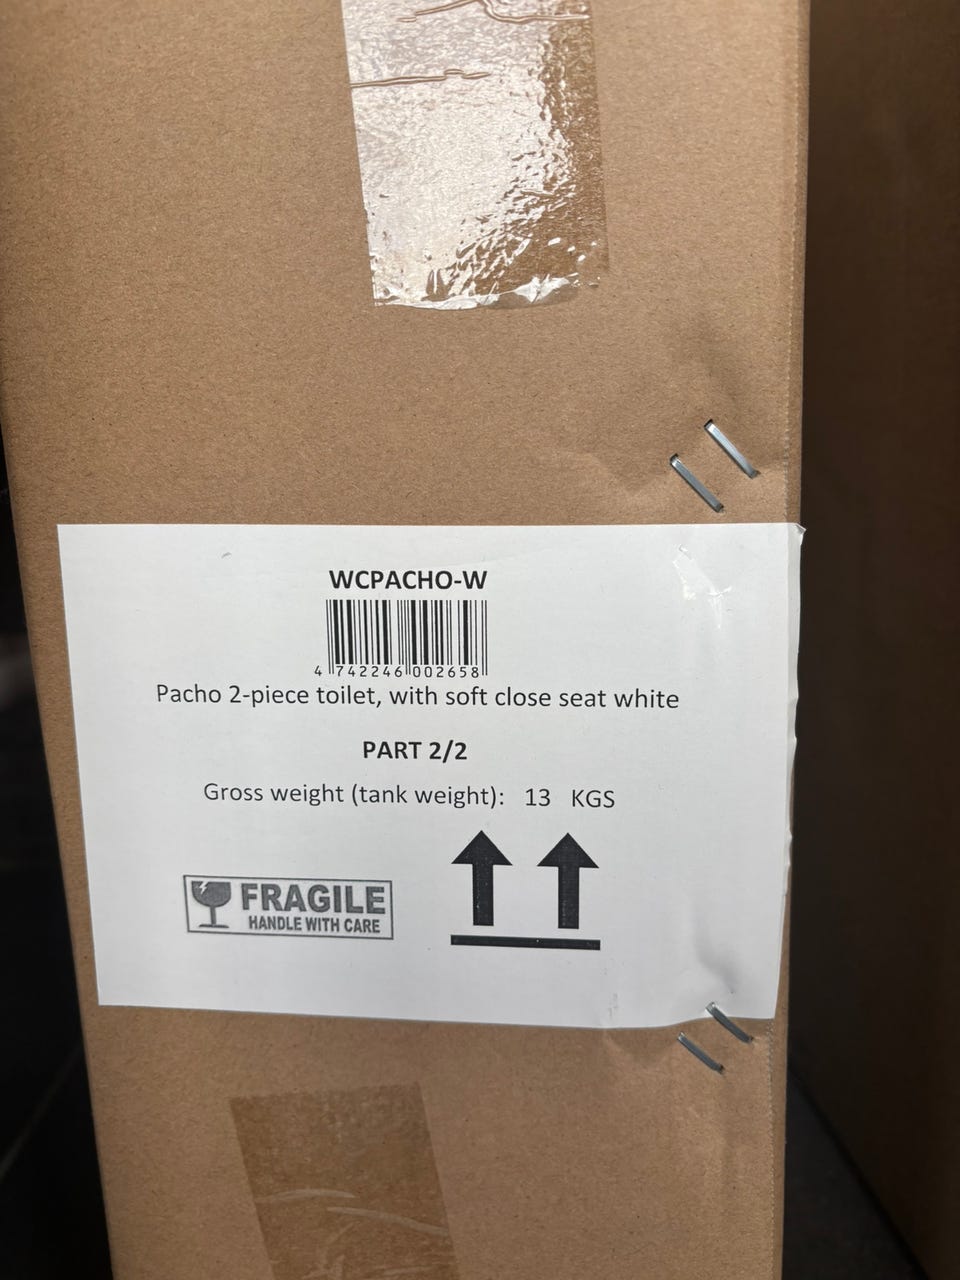 WCPACHO-W
4 742246 002658
Pacho 2-piece toilet, with soft close seat white
PART 2/2
Gross weight (tank weight): 13 KGS
FRAGILE
HANDLE WITH CARE